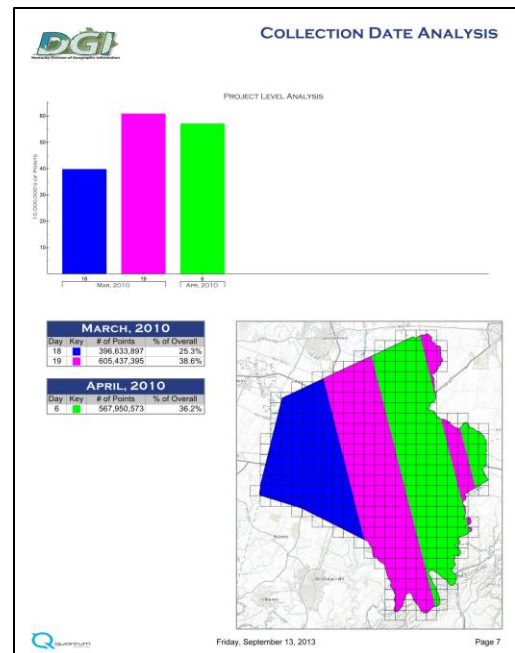 COLLECTION DATE ANALYSIS
DGI
Kentucky Division of Geographic Information
PROJECT LEVEL ANALYSIS
10,000,000's OF POINTS
60
50
40
30
20
10
18
19
6
MAR, 2010
APR, 2010
MARCH, 2010
Day Key # of Points % of Overall
18 396,633,897 25.3%
19 605,437,395 38.6%
APRIL, 2010
Day Key # of Points % of Overall
6 567,950,573 36.2%
quantum
Friday, September 13, 2013
Page 7